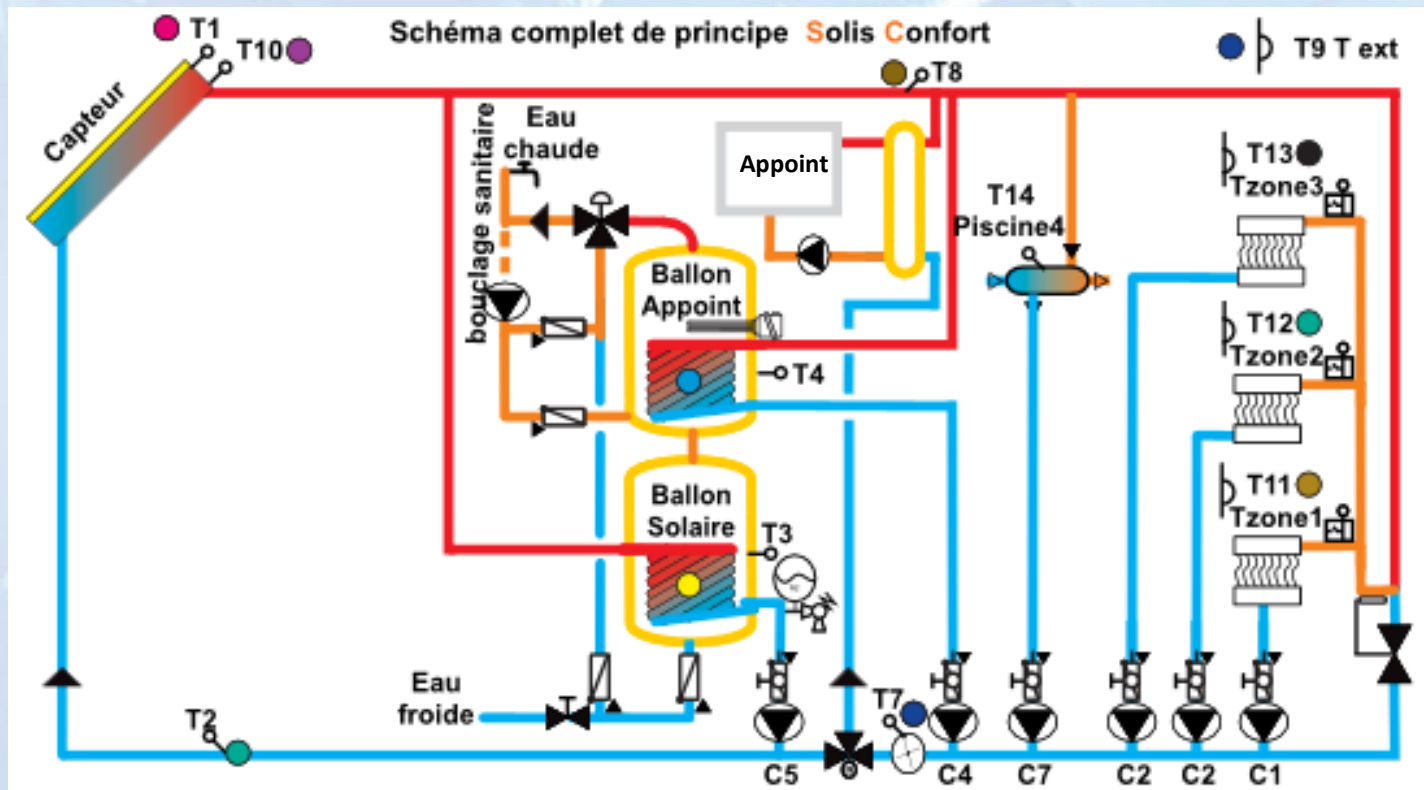 Schéma complet de principe Solis Confort
T1
T10
T8
T9 T ext
Capteur
bouclage sanitaire
Eau
chaude
Appoint
T13
Tzone3
T14
Piscine4
Ballon
Appoint
T4
T12
Tzone2
Ballon
Solaire
T3
T11
Tzone1
Eau
froide
T2
T7
C5
C4
C7
C2
C2
C1